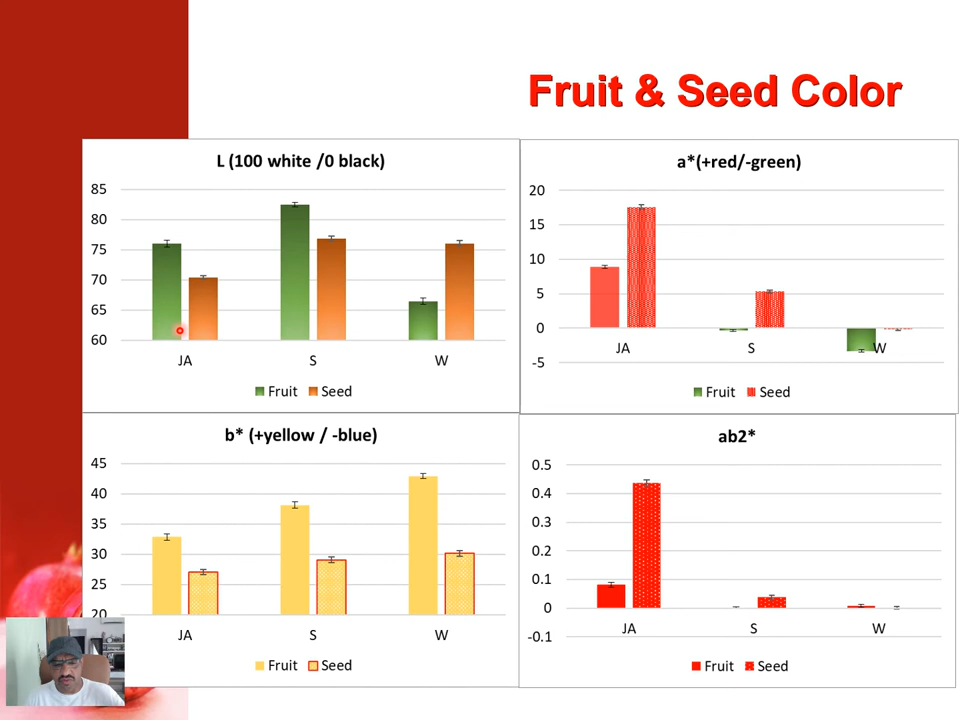 Fruit & Seed Color
L (100 white /0 black)
85
80
75
70
65
60
JA S W
Fruit Seed
a*(+red/-green)
20
15
10
5
0
-5
JA S W
Fruit Seed
b* (+yellow / -blue)
45
40
35
30
25
20
JA S W
Fruit Seed
ab2*
0.5
0.4
0.3
0.2
0.1
0
-0.1
JA S W
Fruit Seed